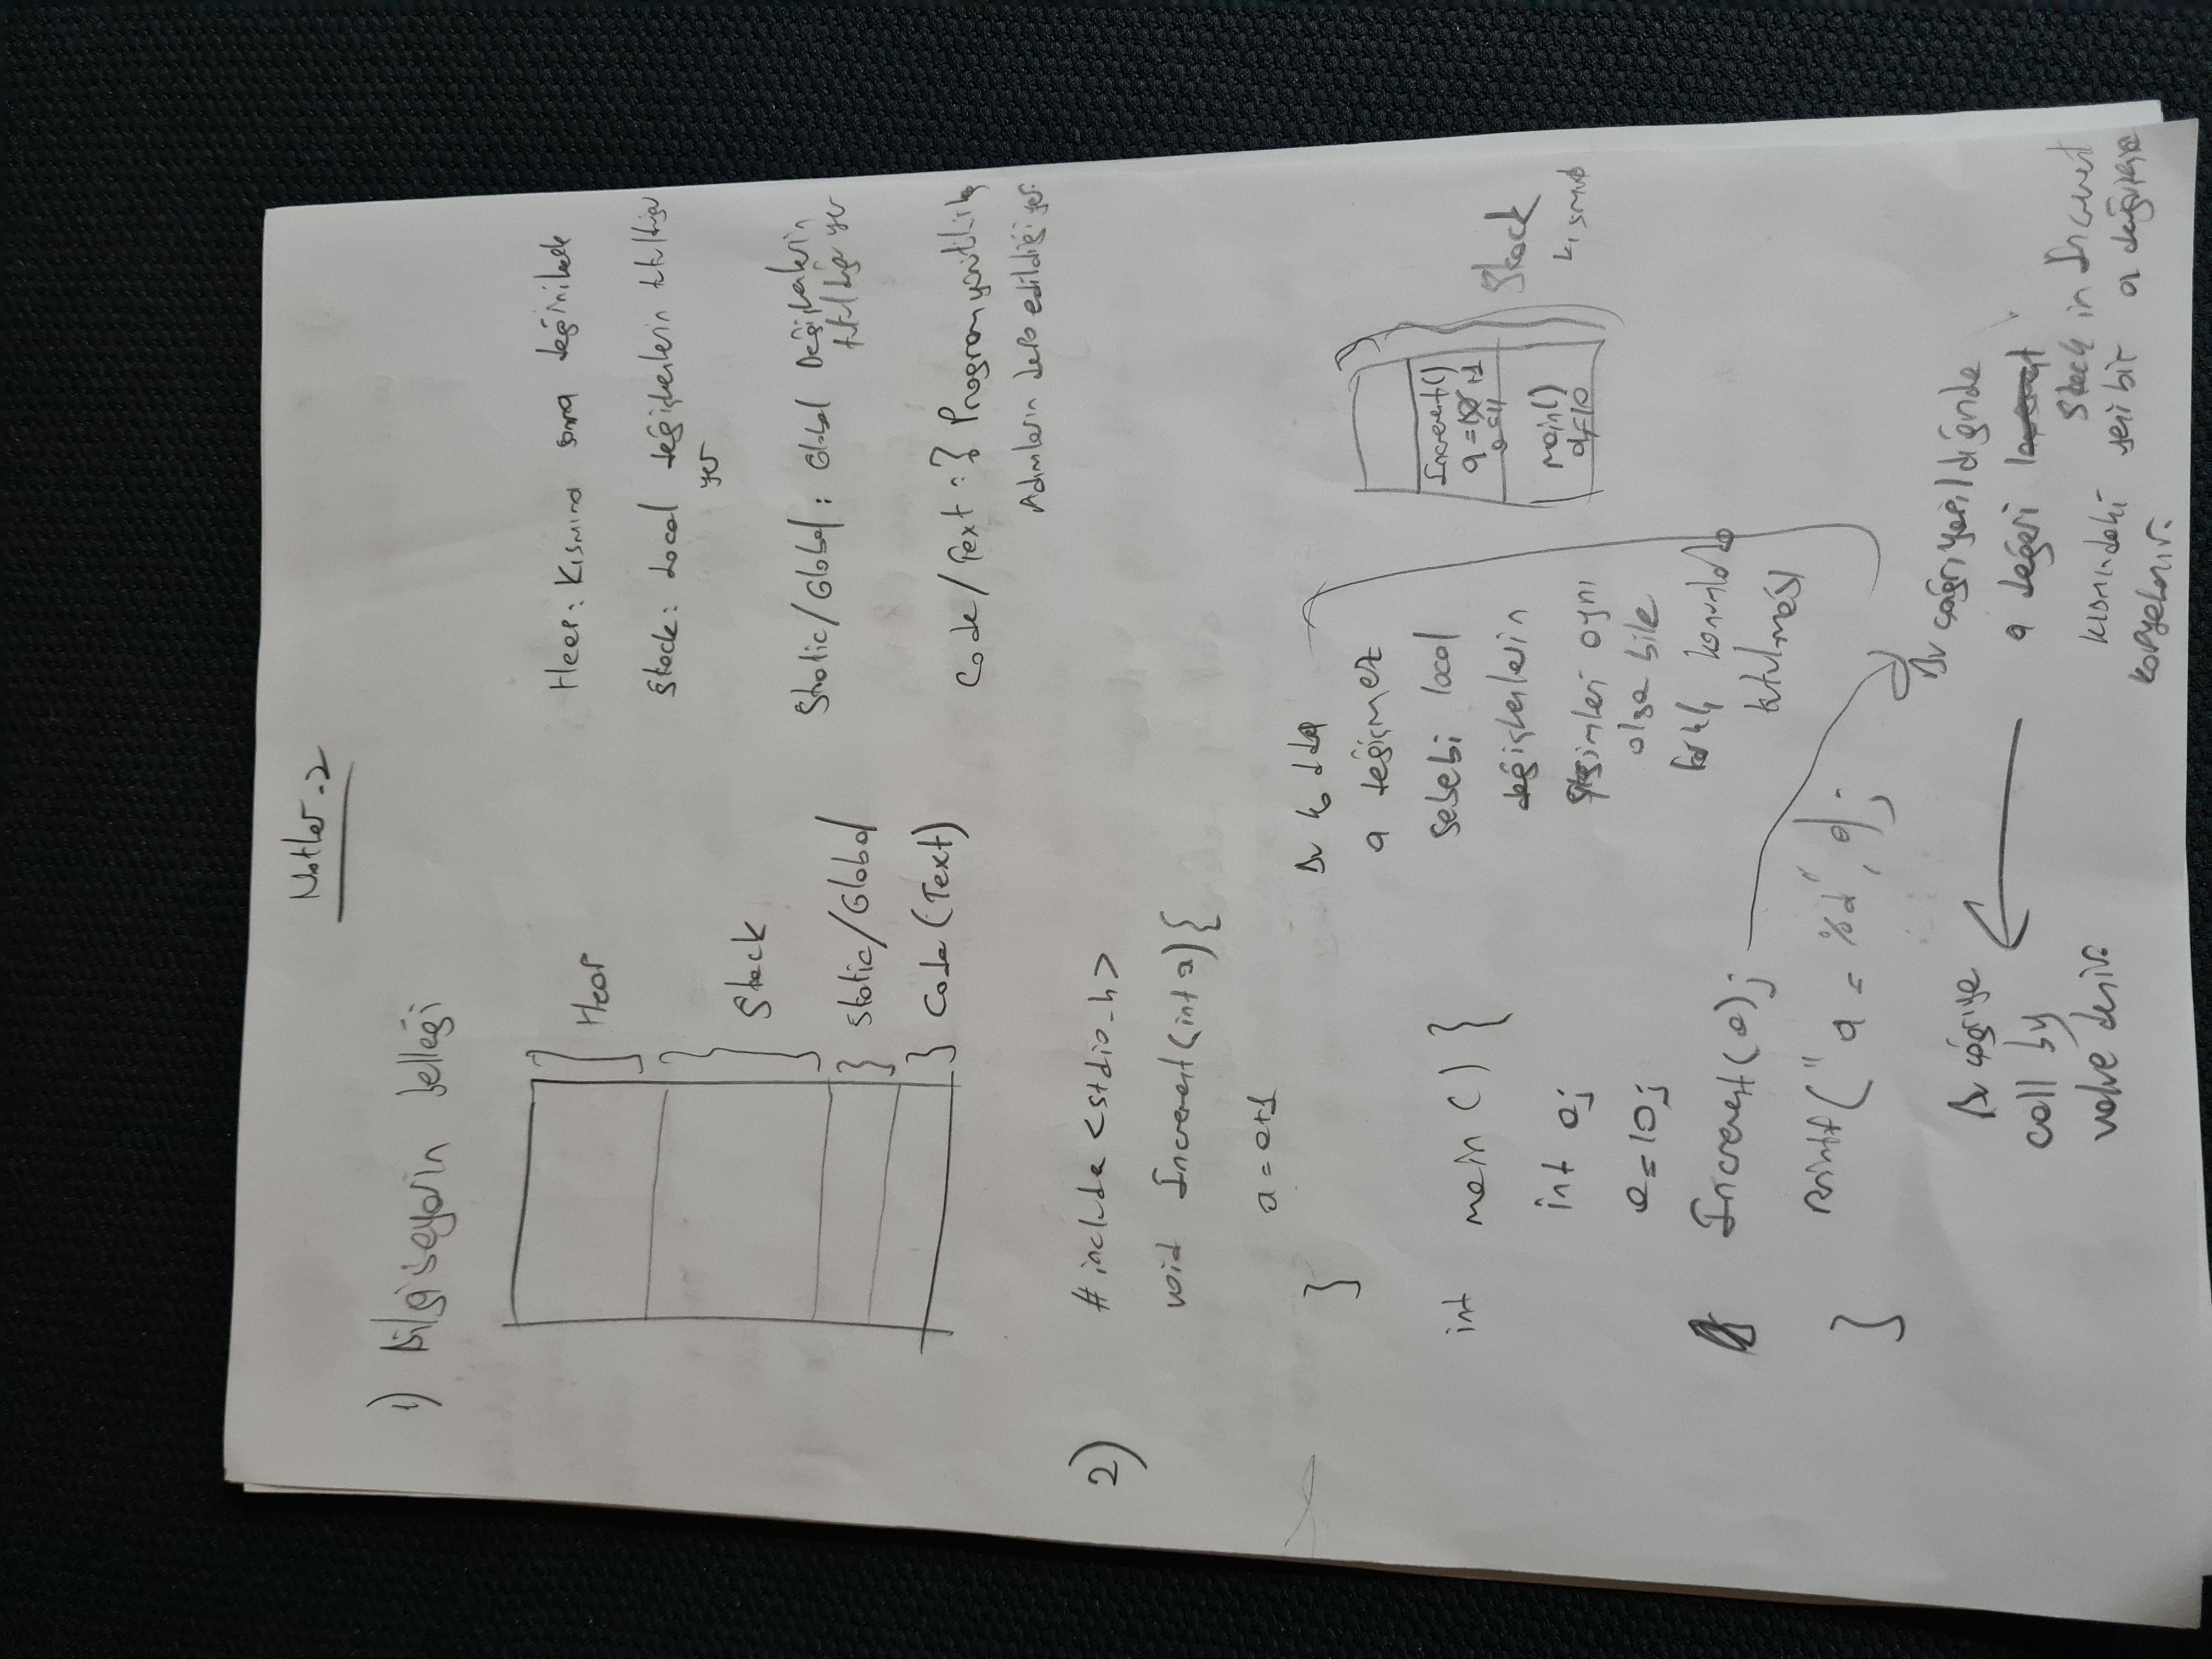 Notlar-2
1) Bilgisayarın belleği
Heap
Stack
Static/Global
Code (Text)
Heap: Kısmına sonra değinilecek
Stack: Local değişkenlerin tutulduğu
yer
Static/Global: Global Değişkenlerin
tutulduğu yer
Code/Text :? Program
Adımların depo edildiği yer.
2)
#include <stdio.h>
void Increment(int a){
a = a+1
}
int main() {
int a;
a=10;
Increment(a);
printf("a = %d", a);
}
Bu kodda
a değişmez
sebebi local
değişkenlerin
isimleri aynı
olsa bile
farklı konumlarda
tutulması
Increment()
a=10+1
a=11
main()
a=10
Stack
kısmı
Bu çağrı yapıldığında
a değeri
Stack in Increment
kısmındaki yeni bir a değişkenine
kopyalanır.
Bu çağrıya
call by
value denir.